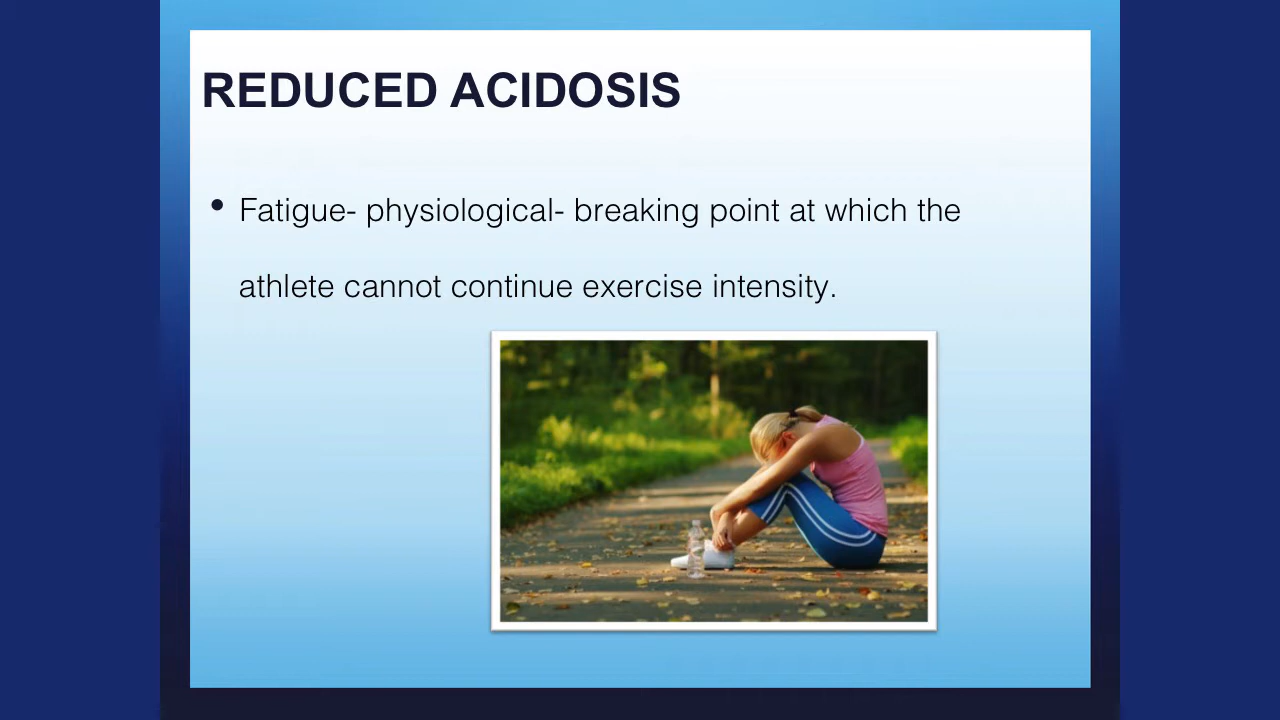 REDUCED ACIDOSIS
• Fatigue- physiological- breaking point at which the
athlete cannot continue exercise intensity.